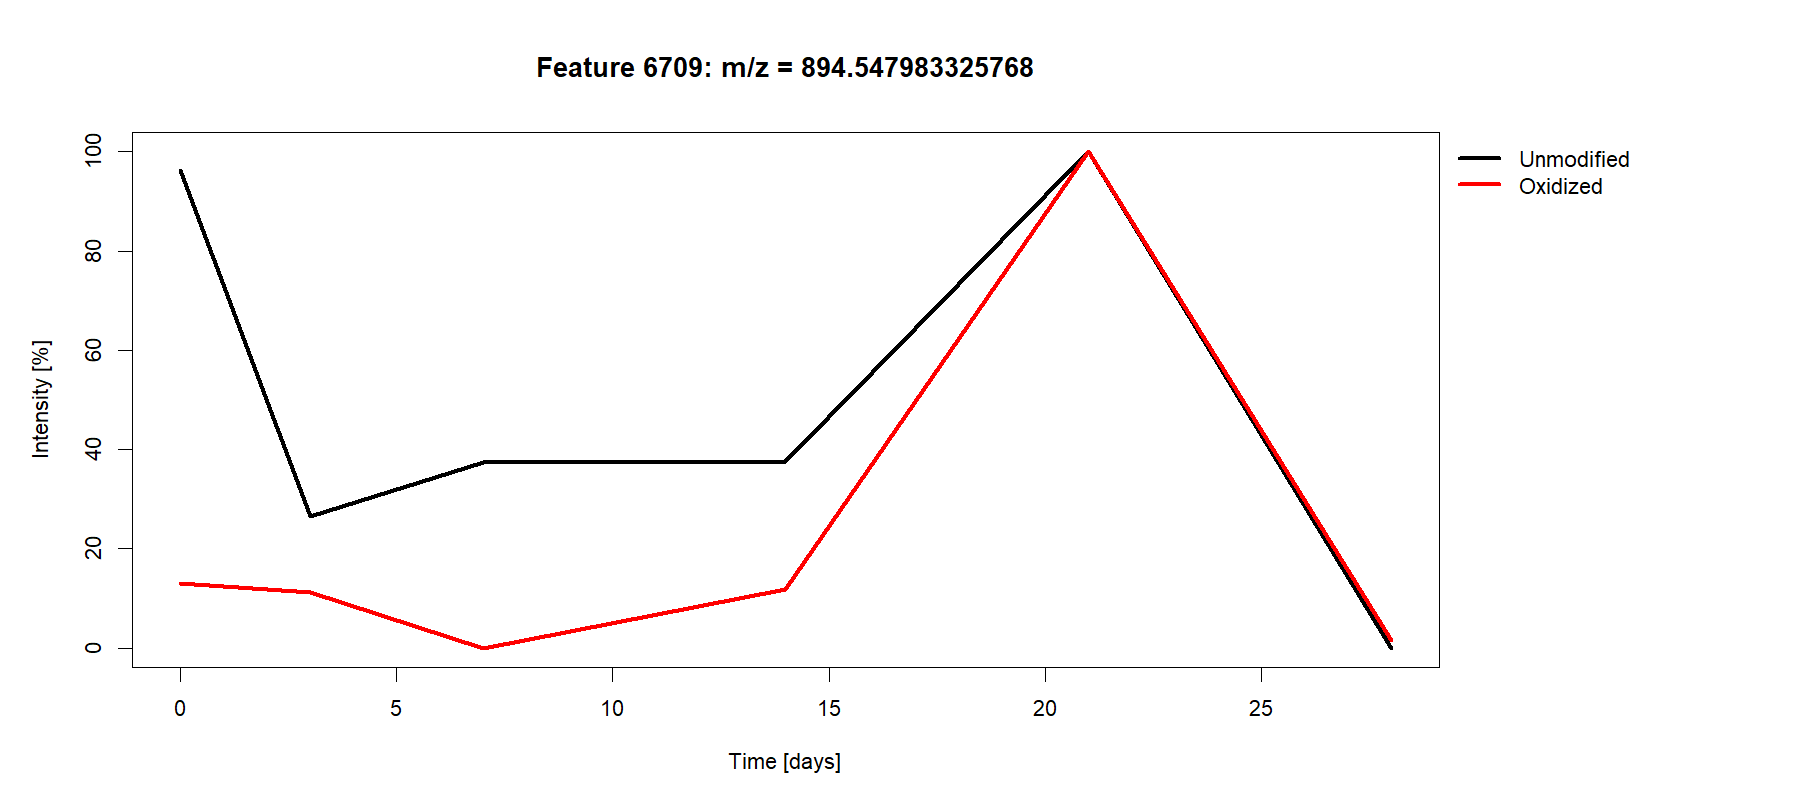 Feature 6709: m/z = 894.547983325768
Unmodified
Oxidized
Intensity [%]
100
80
60
40
20
0
0 5 10 15 20 25
Time [days]